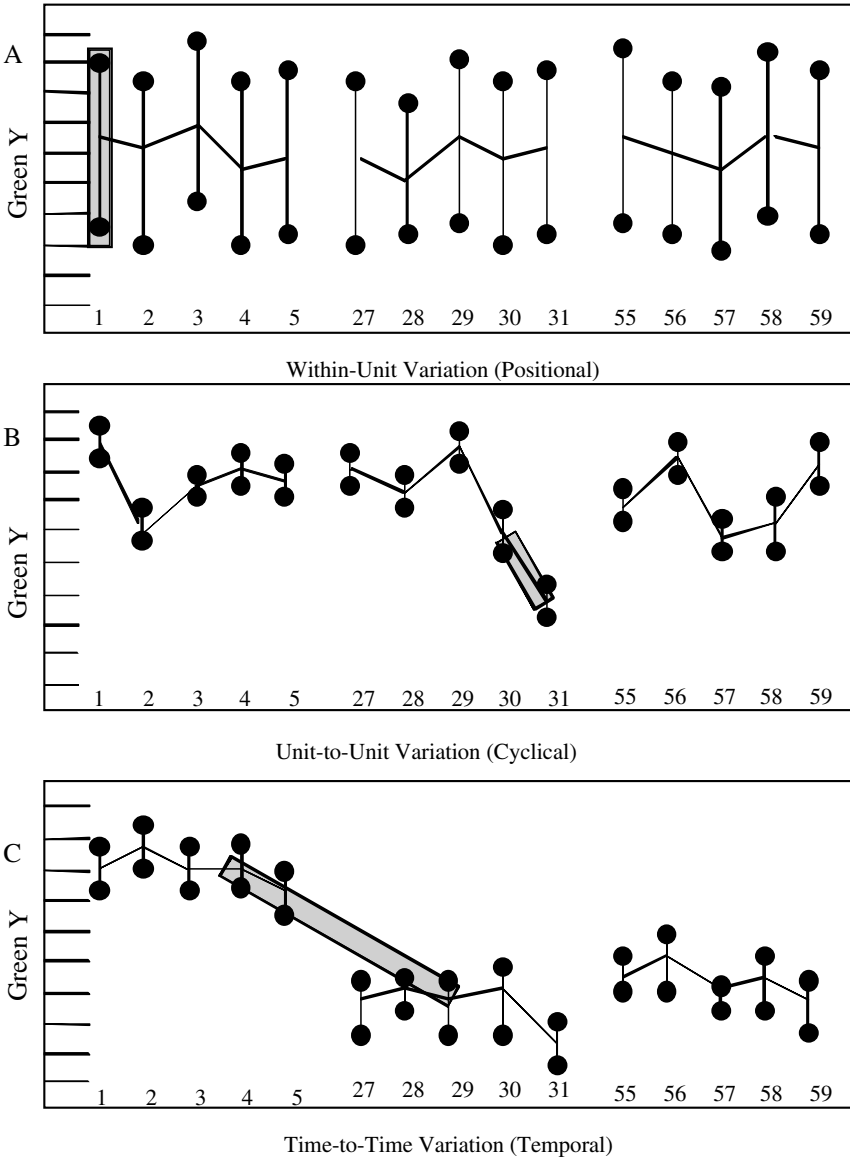 A
Green Y
1 2 3 4 5 27 28 29 30 31 55 56 57 58 59
Within-Unit Variation (Positional)
B
Green Y
1 2 3 4 5 27 28 29 30 31 55 56 57 58 59
Unit-to-Unit Variation (Cyclical)
C
Green Y
1 2 3 4 5 27 28 29 30 31 55 56 57 58 59
Time-to-Time Variation (Temporal)